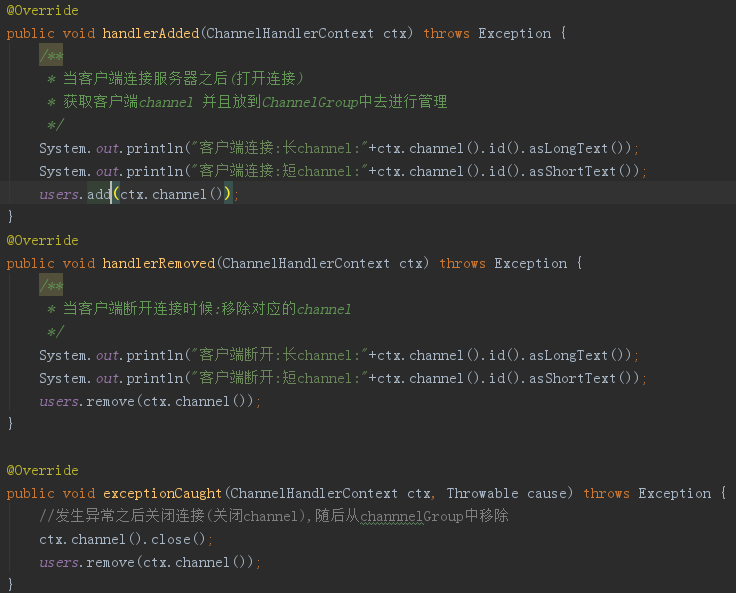 @Override
public void handlerAdded(ChannelHandlerContext ctx) throws Exception {
/**
* 当客户端连接服务器之后(打开连接)
* 获取客户端channel 并且放到ChannelGroup中去进行管理
*/
System.out.println("客户端连接:长channel:"+ctx.channel().id().asLongText());
System.out.println("客户端连接:短channel:"+ctx.channel().id().asShortText());
users.add(ctx.channel());
}
@Override
public void handlerRemoved(ChannelHandlerContext ctx) throws Exception {
/**
* 当客户端断开连接时候:移除对应的channel
*/
System.out.println("客户端断开:长channel:"+ctx.channel().id().asLongText());
System.out.println("客户端断开:短channel:"+ctx.channel().id().asShortText());
users.remove(ctx.channel());
}
@Override
public void exceptionCaught(ChannelHandlerContext ctx, Throwable cause) throws Exception {
//发生异常之后关闭连接(关闭channel),随后从channnelGroup中移除
ctx.channel().close();
users.remove(ctx.channel());
}